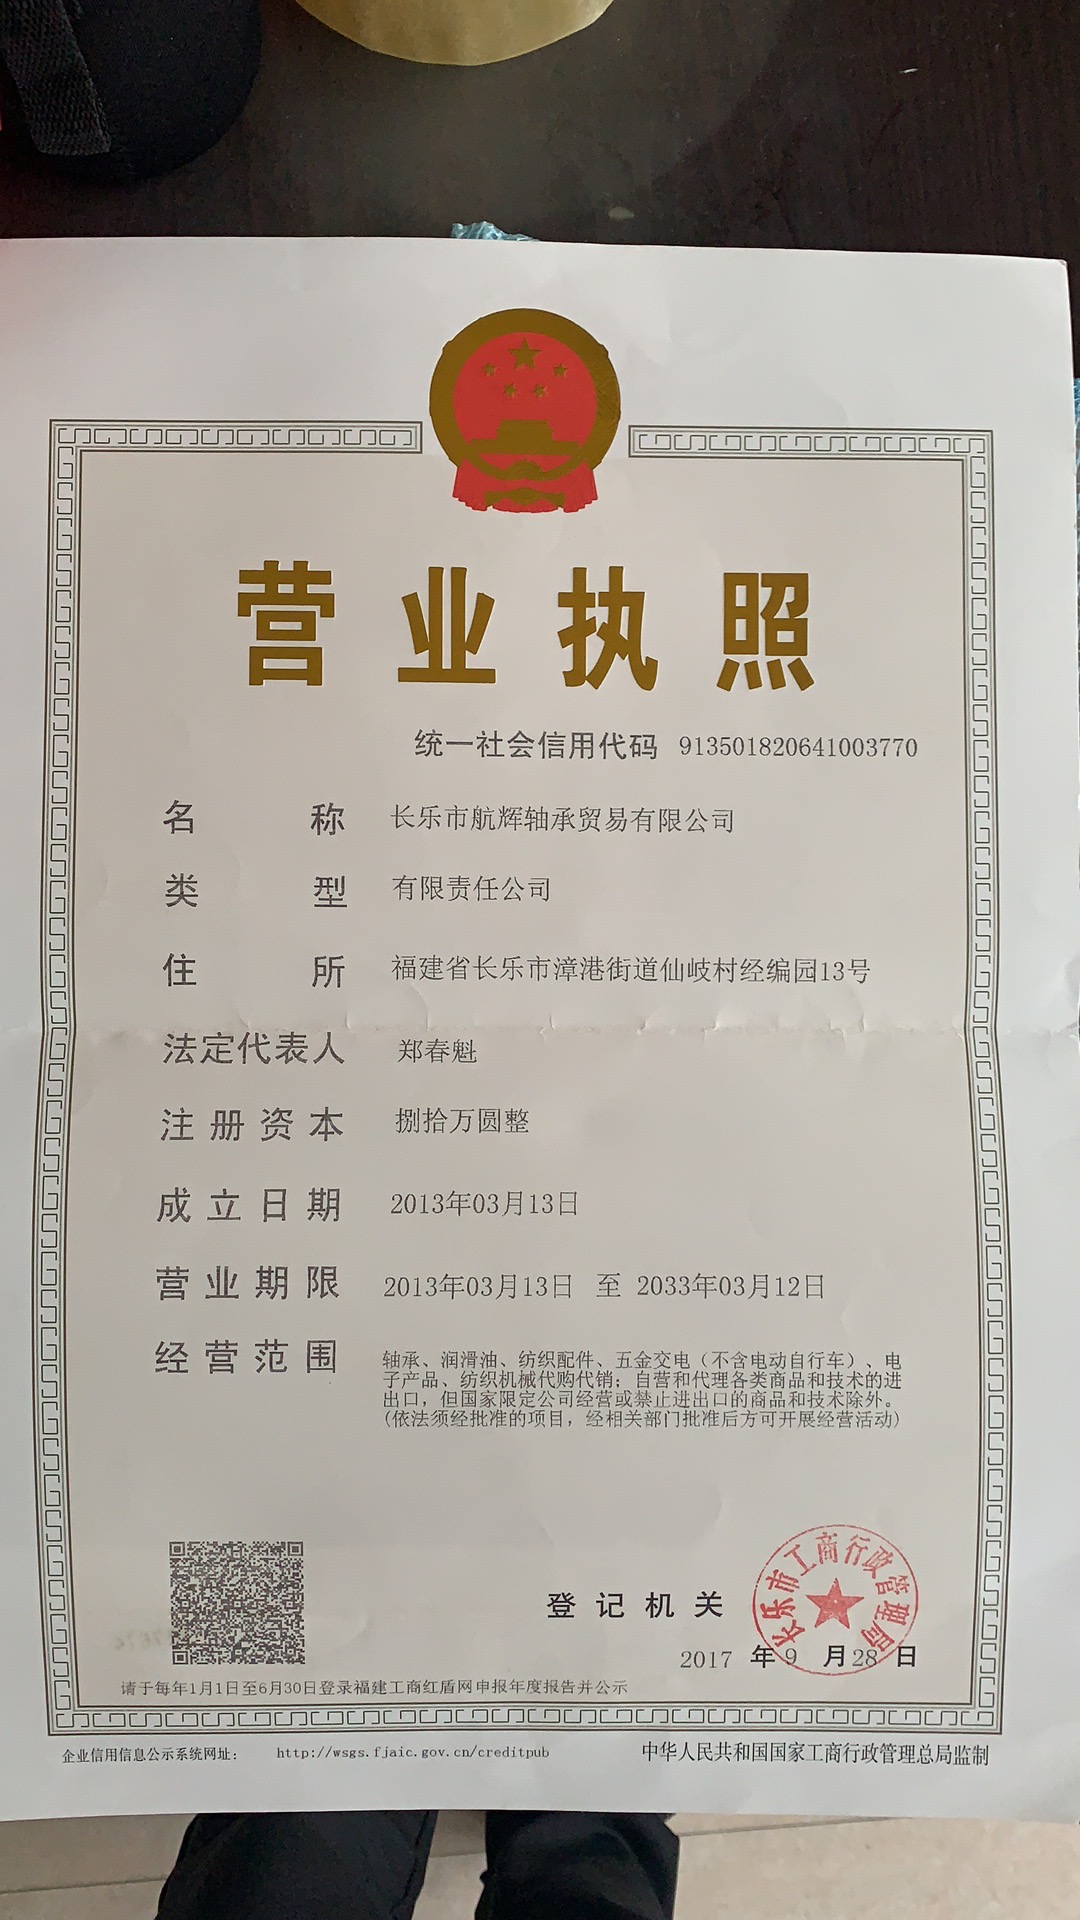 营业执照
统一社会信用代码 913501820641003770
名称 长乐市航辉轴承贸易有限公司
类型 有限责任公司
住所 福建省长乐市漳港街道仙岐村经编园13号
法定代表人 郑春魁
注册资本 捌拾万圆整
成立日期 2013年03月13日
营业期限 2013年03月13日 至 2033年03月12日
经营范围 轴承、润滑油、纺织配件、五金交电（不含电动自行车）、电
子产品、纺织机械代购代销；自营和代理各类商品和技术的进
出口，但国家限定公司经营或禁止进出口的商品和技术除外。
(依法须经批准的项目，经相关部门批准后方可开展经营活动)
长乐市工商行政管理局
登记机关
2017 年 9 月 28 日
请于每年1月1日至6月30日登录福建工商红盾网申报年度报告并公示
企业信用信息公示系统网址： http://wsgs.fjaic.gov.cn/creditpub 中华人民共和国国家工商行政管理总局监制